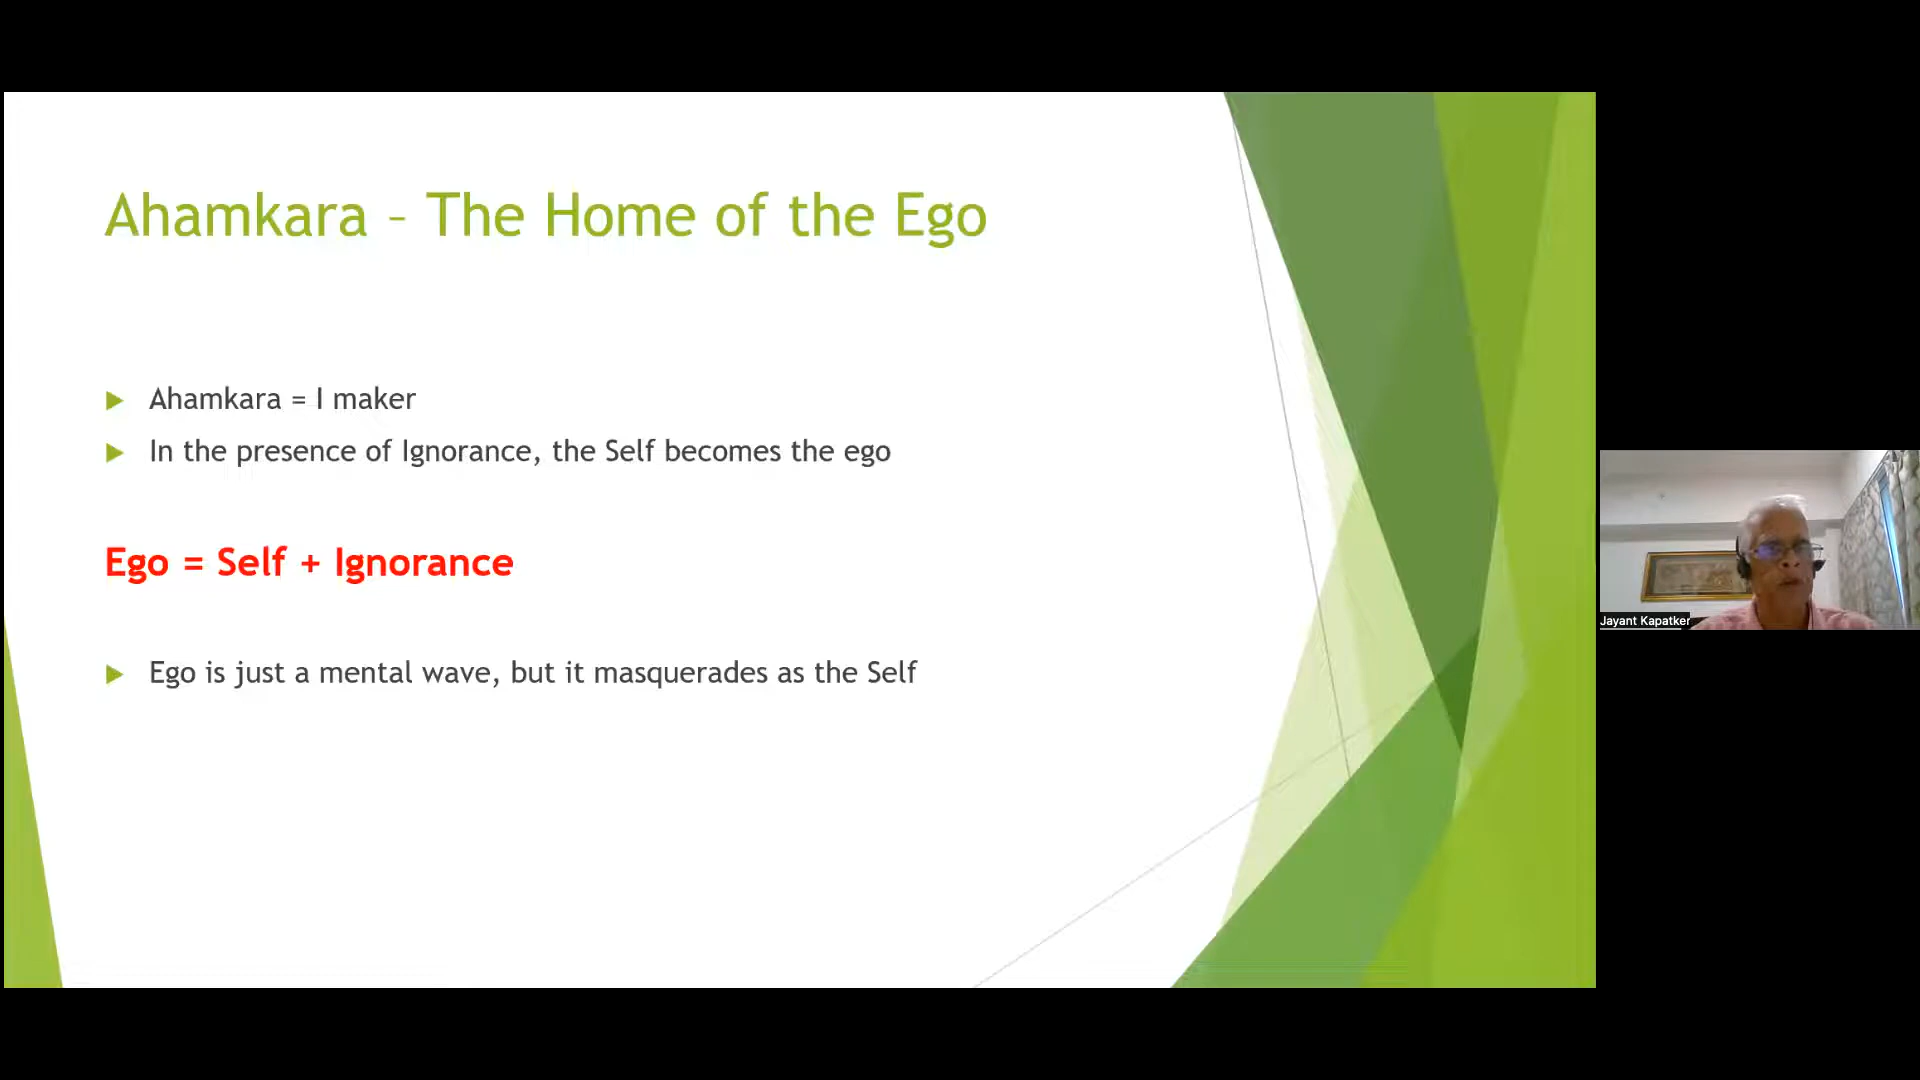 Ahamkara – The Home of the Ego
Ahamkara = I maker
In the presence of Ignorance, the Self becomes the ego
Ego = Self + Ignorance
Ego is just a mental wave, but it masquerades as the Self
Jayant Kapatker